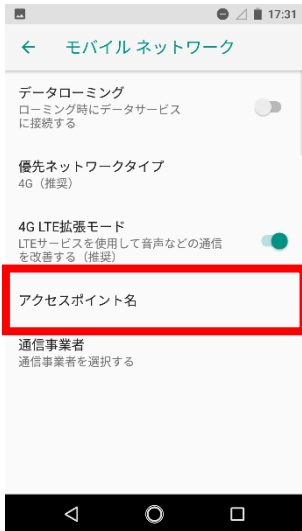 17:31
モバイル ネットワーク
データローミング
ローミング時にデータサービス
に接続する
優先ネットワークタイプ
4G（推奨）
4G LTE拡張モード
LTEサービスを使用して音声などの通信
を改善する（推奨）
アクセスポイント名
通信事業者
通信事業者を選択する